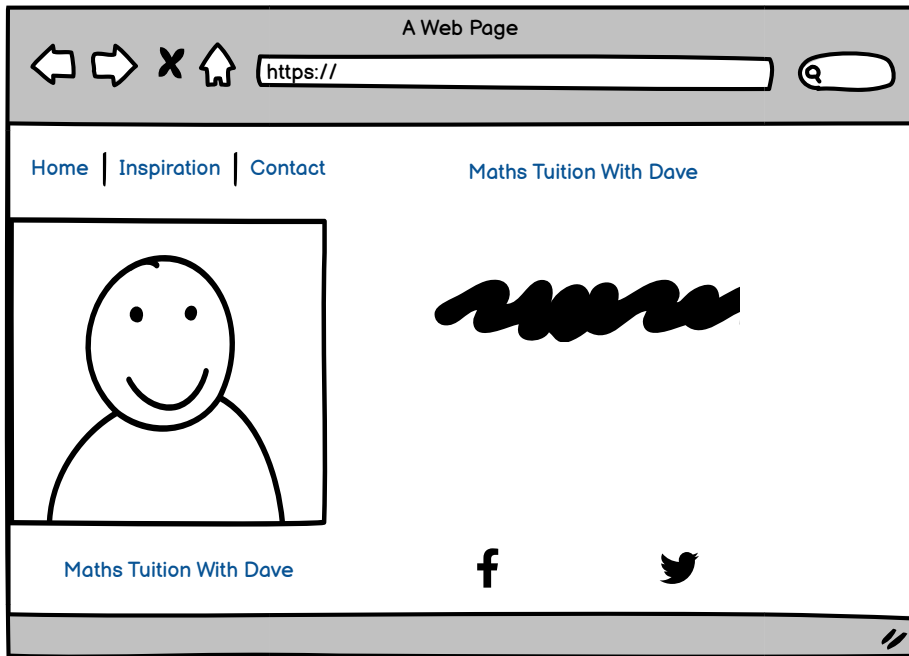 A Web Page
https://
Home | Inspiration | Contact
Maths Tuition With Dave
Maths Tuition With Dave